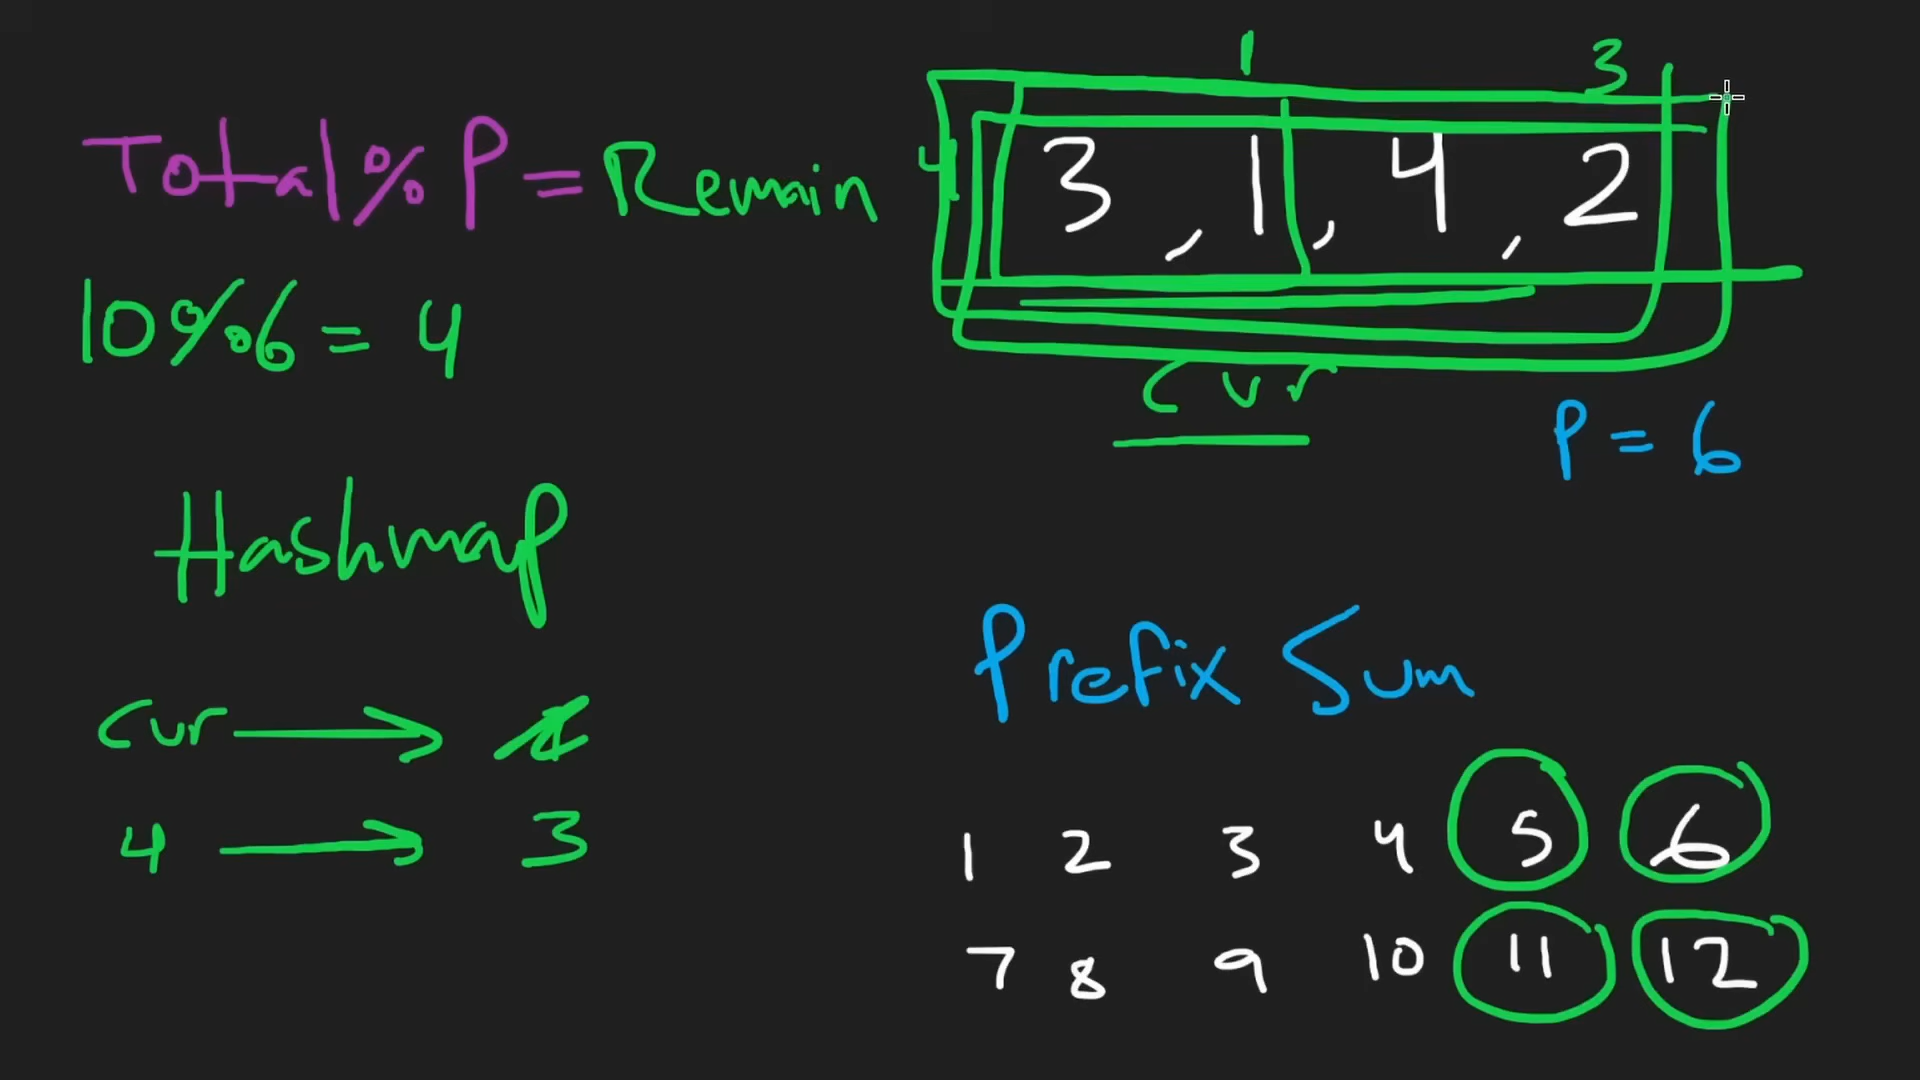 1 3
Total % P = Remain
4 3 , 1 , 4 , 2
10 % 6 = 4
Cur
P = 6
Hashmap
Prefix Sum
Cur →
4 → 3
1 2 3 4 5 6
7 8 9 10 11 12